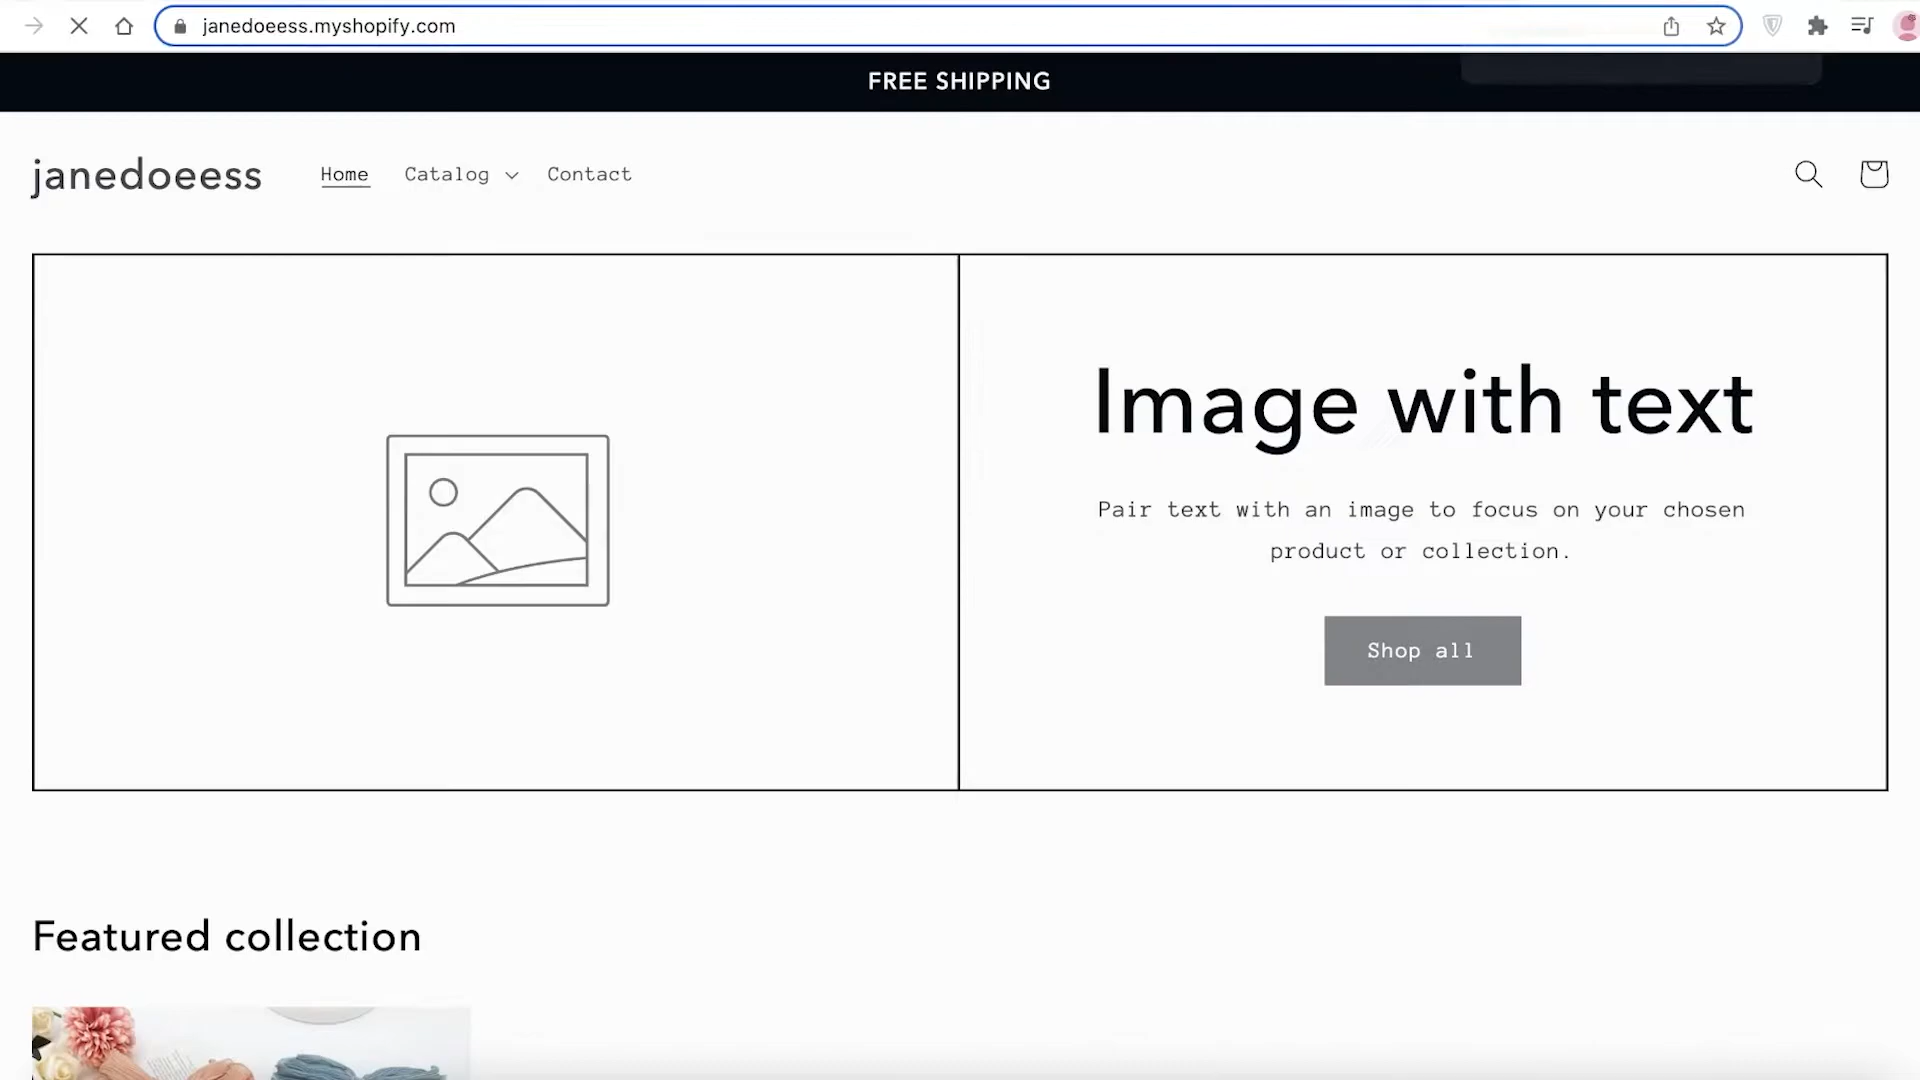 janedoeess.myshopify.com
FREE SHIPPING
janedoeess Home Catalog Contact
Image with text
Pair text with an image to focus on your chosen
product or collection.
Shop all
Featured collection